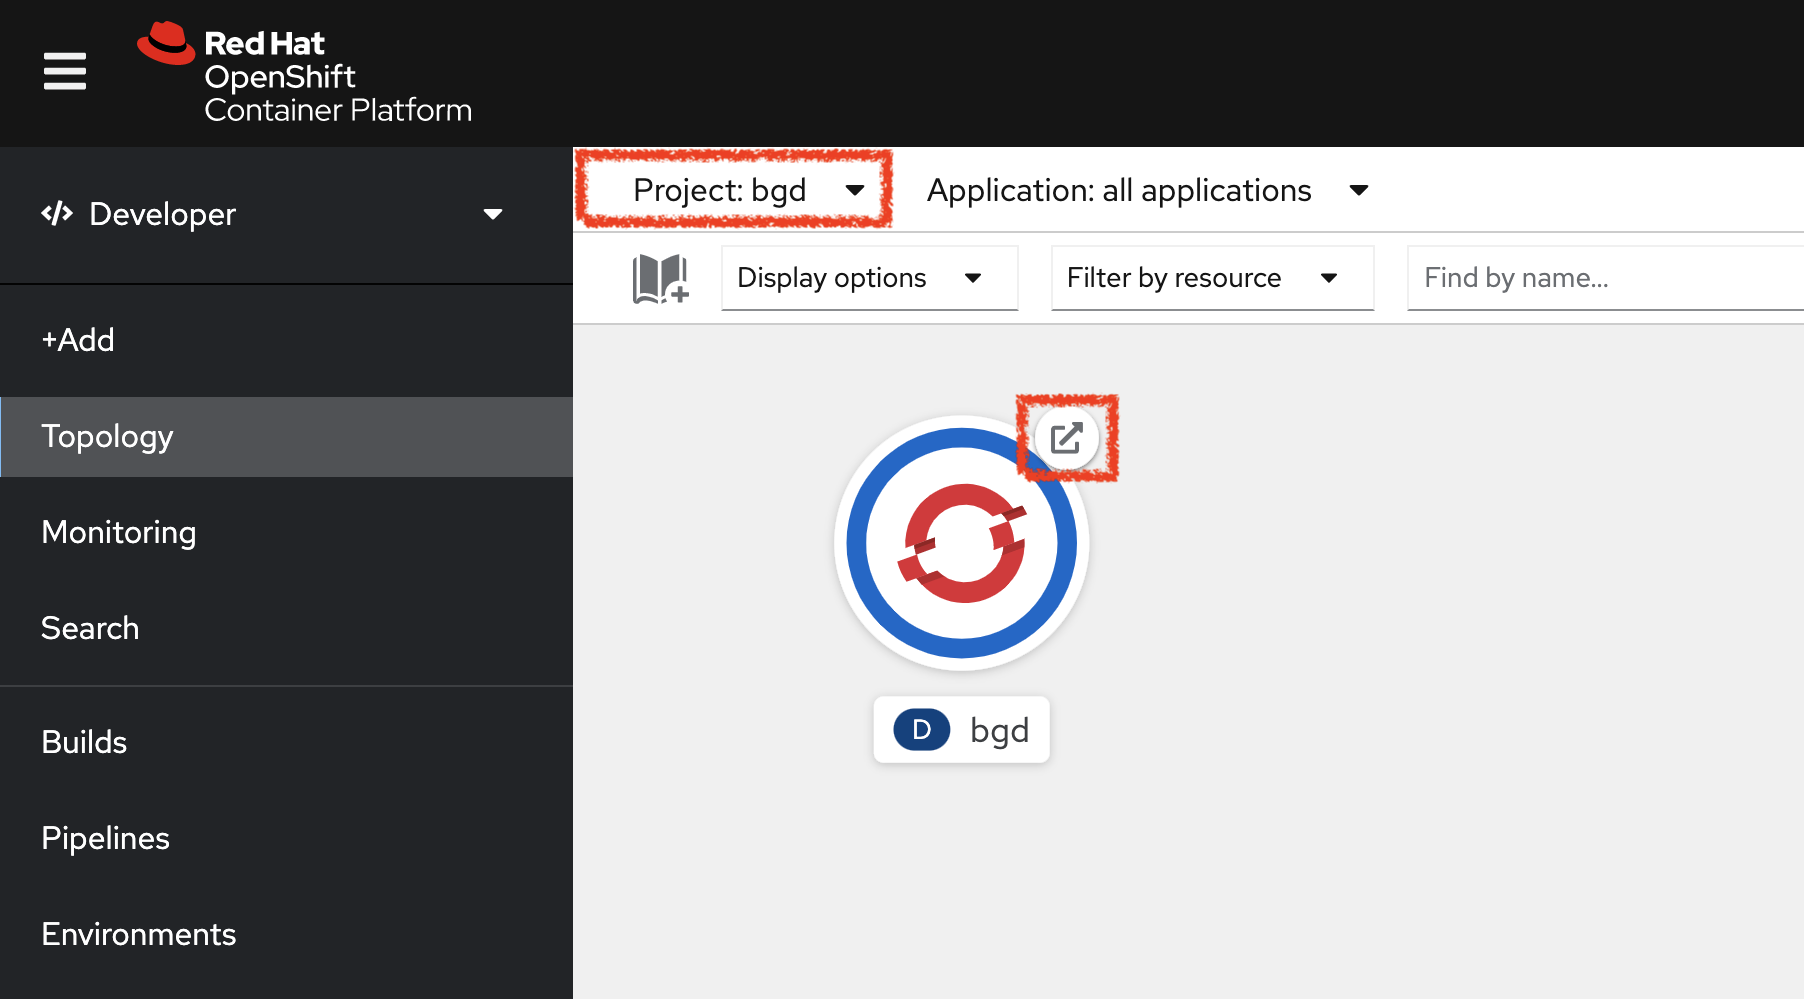 Red Hat
OpenShift
Container Platform
Developer
+Add
Topology
Monitoring
Search
Builds
Pipelines
Environments
Project: bgd
Application: all applications
Display options
Filter by resource
Find by name...
D bgd